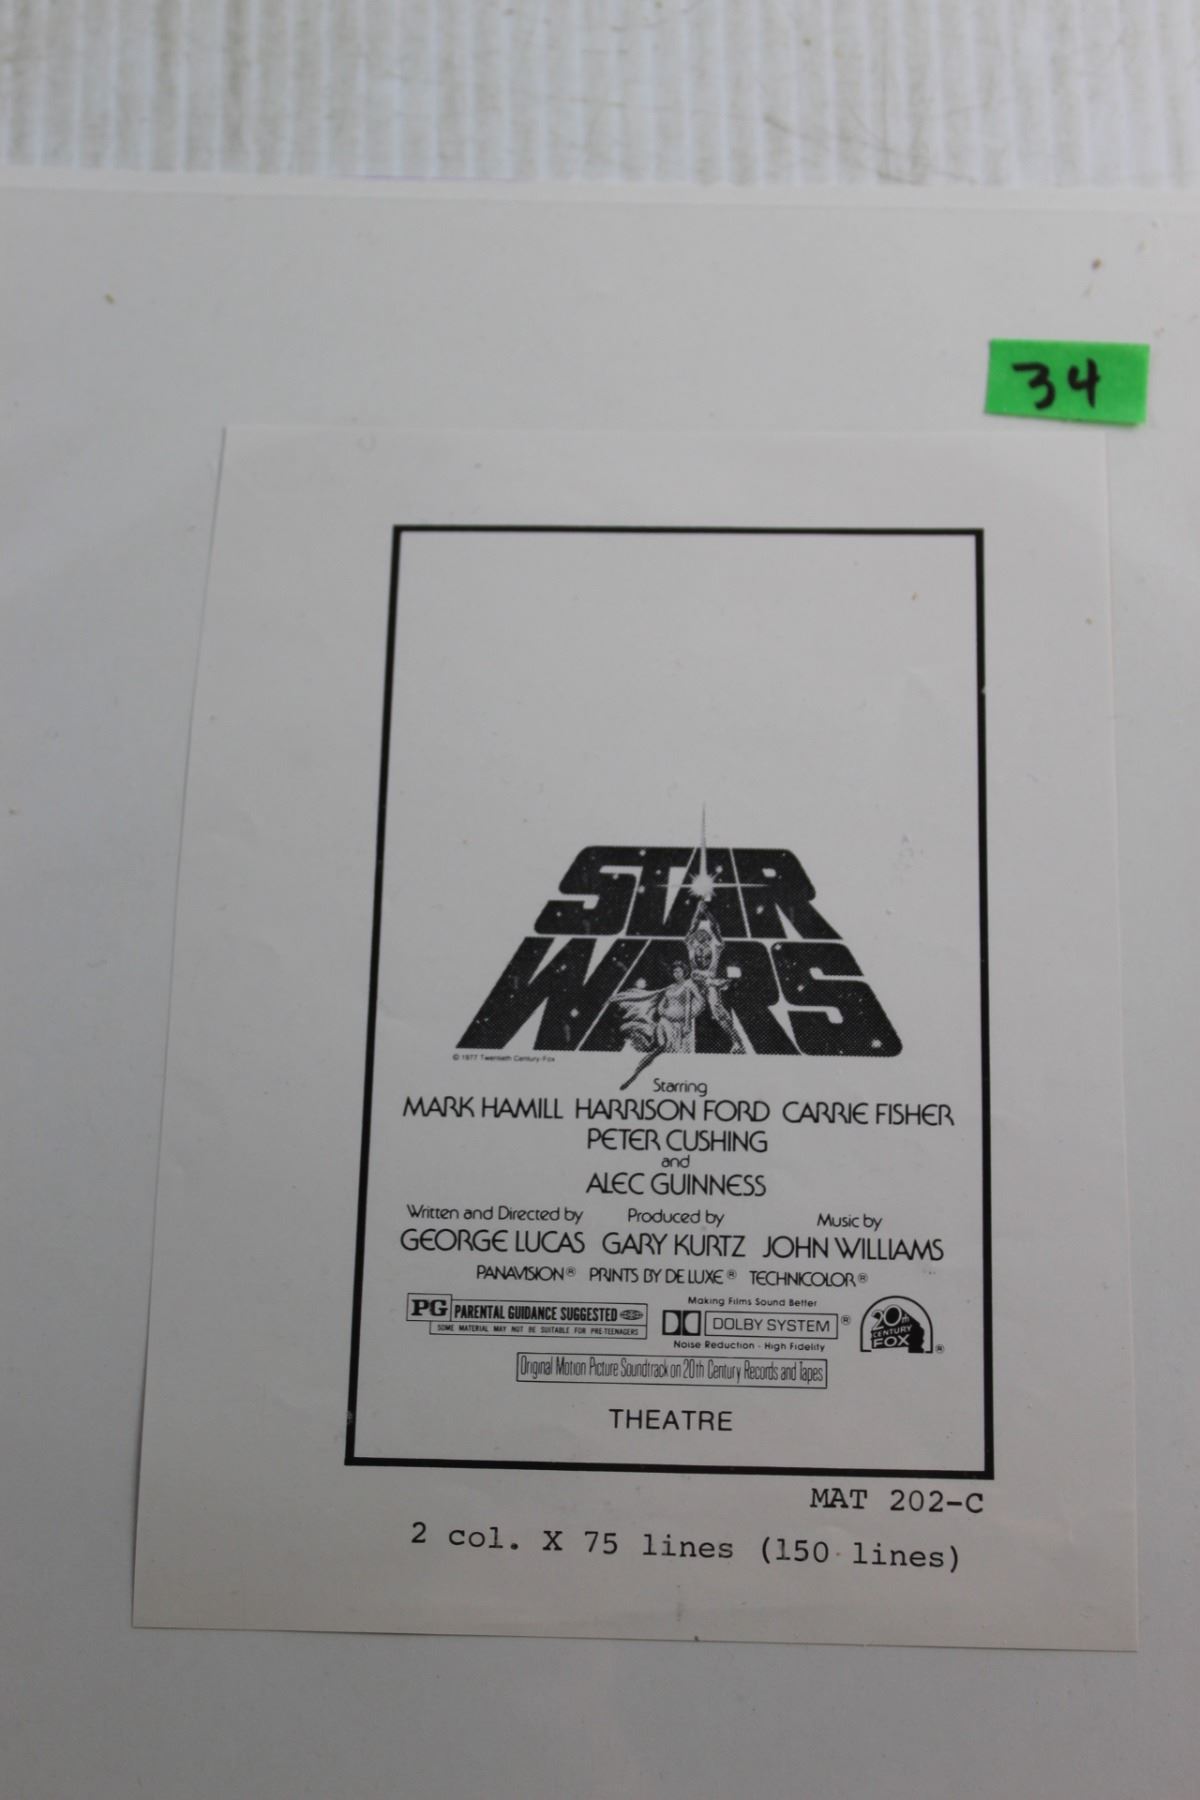 34
STAR
WARS
© 1977 Twentieth Century-Fox
Starring
MARK HAMILL HARRISON FORD CARRIE FISHER
PETER CUSHING
and
ALEC GUINNESS
Written and Directed by Produced by Music by
GEORGE LUCAS GARY KURTZ JOHN WILLIAMS
PANAVISION® PRINTS BY DE LUXE® TECHNICOLOR®
PG PARENTAL GUIDANCE SUGGESTED
SOME MATERIAL MAY NOT BE SUITABLE FOR PRE-TEENAGERS
Making Films Sound Better
DOLBY SYSTEM ®
Noise Reduction - High Fidelity
20th
CENTURY
FOX ®
Original Motion Picture Soundtrack on 20th Century Records and Tapes
THEATRE
MAT 202-C
2 col. X 75 lines (150 lines)